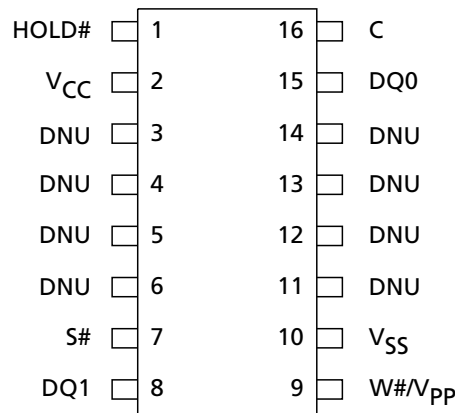 HOLD# 1 16 C
VCC 2 15 DQ0
DNU 3 14 DNU
DNU 4 13 DNU
DNU 5 12 DNU
DNU 6 11 DNU
S# 7 10 VSS
DQ1 8 9 W#/VPP